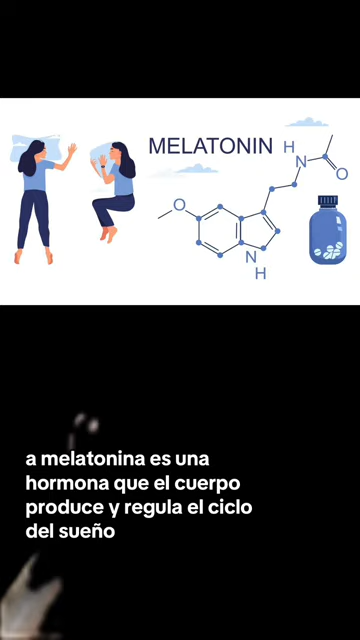 MELATONIN
H
N
O
O
N
H
a melatonina es una
hormona que el cuerpo
produce y regula el ciclo
del sueño